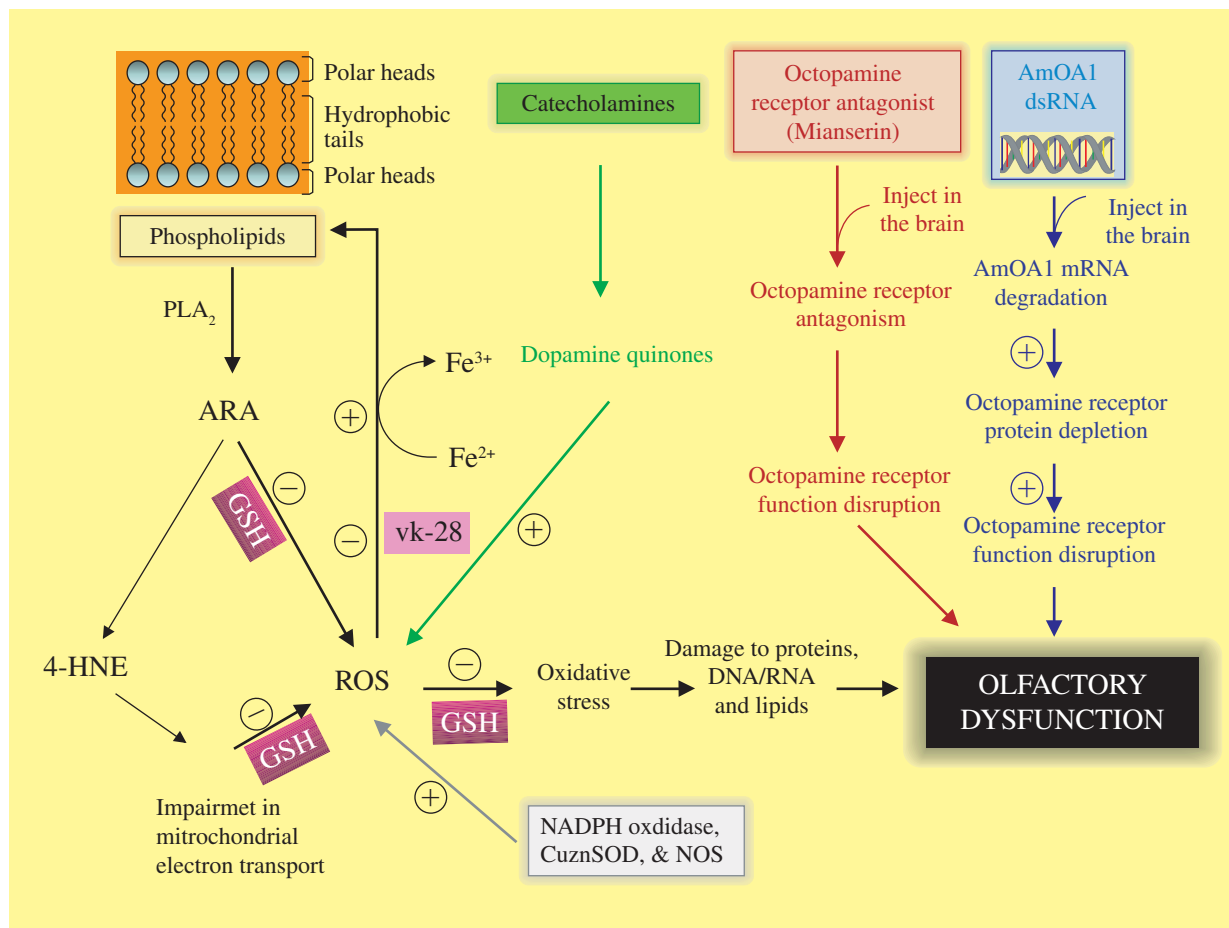 Polar heads
Hydrophobic
tails
Polar heads
Phospholipids
PLA₂
ARA
4-HNE
Impairmet in
mitrochondrial
electron transport
GSH
−
GSH
−
ROS
+
−
Fe³⁺
Fe²⁺
vk-28
Catecholamines
Dopamine quinones
+
−
GSH
Oxidative
stress
Damage to proteins,
DNA/RNA
and lipids
+
NADPH oxdidase,
CuznSOD, & NOS
Octopamine
receptor antagonist
(Mianserin)
Inject in
the brain
Octopamine receptor
antagonism
Octopamine receptor
function disruption
AmOA1
dsRNA
Inject in
the brain
AmOA1 mRNA
degradation
+
Octopamine receptor
protein depletion
+
Octopamine receptor
function disruption
OLFACTORY
DYSFUNCTION